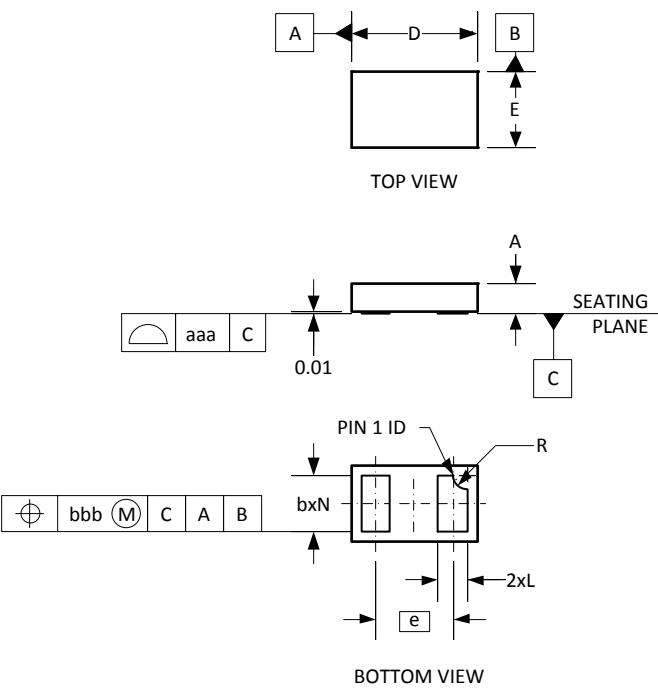 A D B
E
TOP VIEW
A
SEATING
PLANE
aaa C
0.01
C
PIN 1 ID
R
bxN
bbb M C A B
2xL
e
BOTTOM VIEW